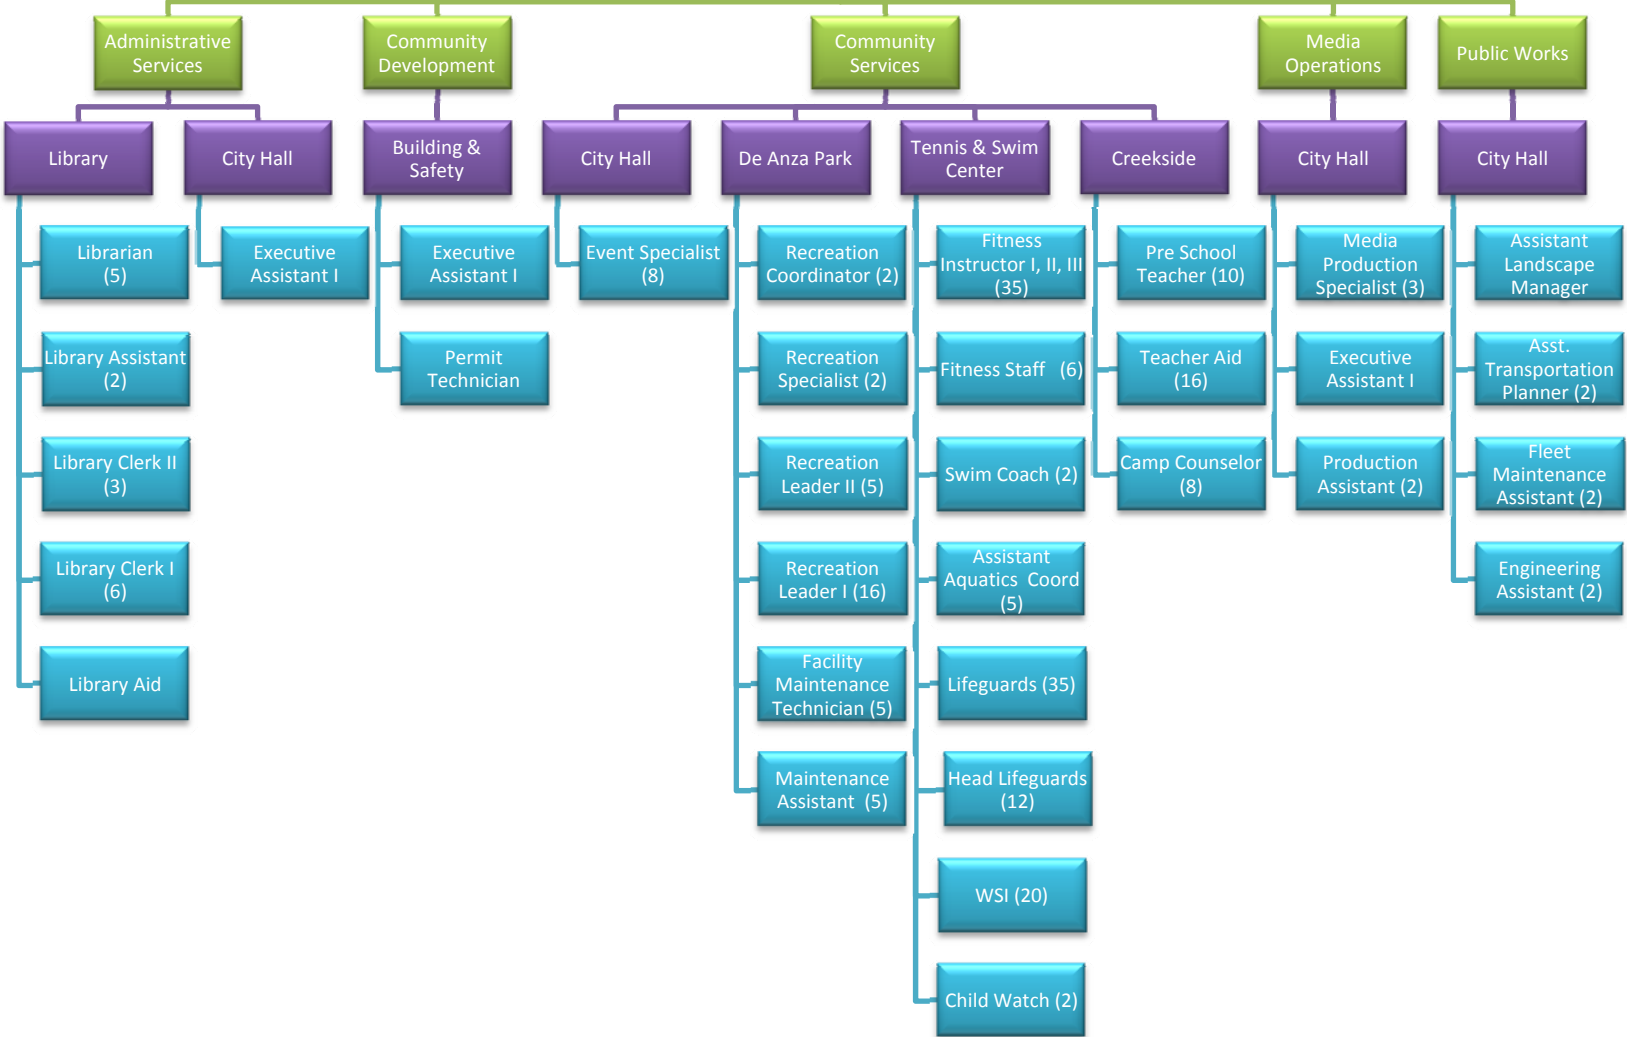 Administrative
Services
Community
Development
Community
Services
Media
Operations
Public Works
Library
City Hall
Building &
Safety
City Hall
De Anza Park
Tennis & Swim
Center
Creekside
City Hall
City Hall
Librarian
(5)
Library Assistant
(2)
Library Clerk II
(3)
Library Clerk I
(6)
Library Aid
Executive
Assistant I
Executive
Assistant I
Permit
Technician
Event Specialist
(8)
Recreation
Coordinator (2)
Recreation
Specialist (2)
Recreation
Leader II (5)
Recreation
Leader I (16)
Facility
Maintenance
Technician (5)
Maintenance
Assistant (5)
Fitness
Instructor I, II, III
(35)
Fitness Staff (6)
Swim Coach (2)
Assistant
Aquatics Coord
(5)
Lifeguards (35)
Head Lifeguards
(12)
WSI (20)
Child Watch (2)
Pre School
Teacher (10)
Teacher Aid
(16)
Camp Counselor
(8)
Media
Production
Specialist (3)
Executive
Assistant I
Production
Assistant (2)
Assistant
Landscape
Manager
Asst.
Transportation
Planner (2)
Fleet
Maintenance
Assistant (2)
Engineering
Assistant (2)